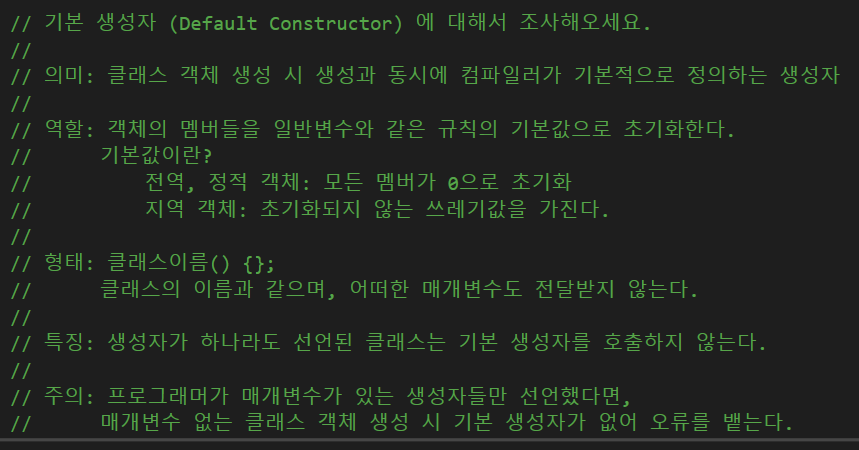 // 기본 생성자 (Default Constructor) 에 대해서 조사해오세요.
//
// 의미: 클래스 객체 생성 시 생성과 동시에 컴파일러가 기본적으로 정의하는 생성자
//
// 역할: 객체의 멤버들을 일반변수와 같은 규칙의 기본값으로 초기화한다.
// 기본값이란?
// 전역, 정적 객체: 모든 멤버가 0으로 초기화
// 지역 객체: 초기화되지 않는 쓰레기값을 가진다.
//
// 형태: 클래스이름() {};
// 클래스의 이름과 같으며, 어떠한 매개변수도 전달받지 않는다.
//
// 특징: 생성자가 하나라도 선언된 클래스는 기본 생성자를 호출하지 않는다.
//
// 주의: 프로그래머가 매개변수가 있는 생성자들만 선언했다면,
// 매개변수 없는 클래스 객체 생성 시 기본 생성자가 없어 오류를 뱉는다.